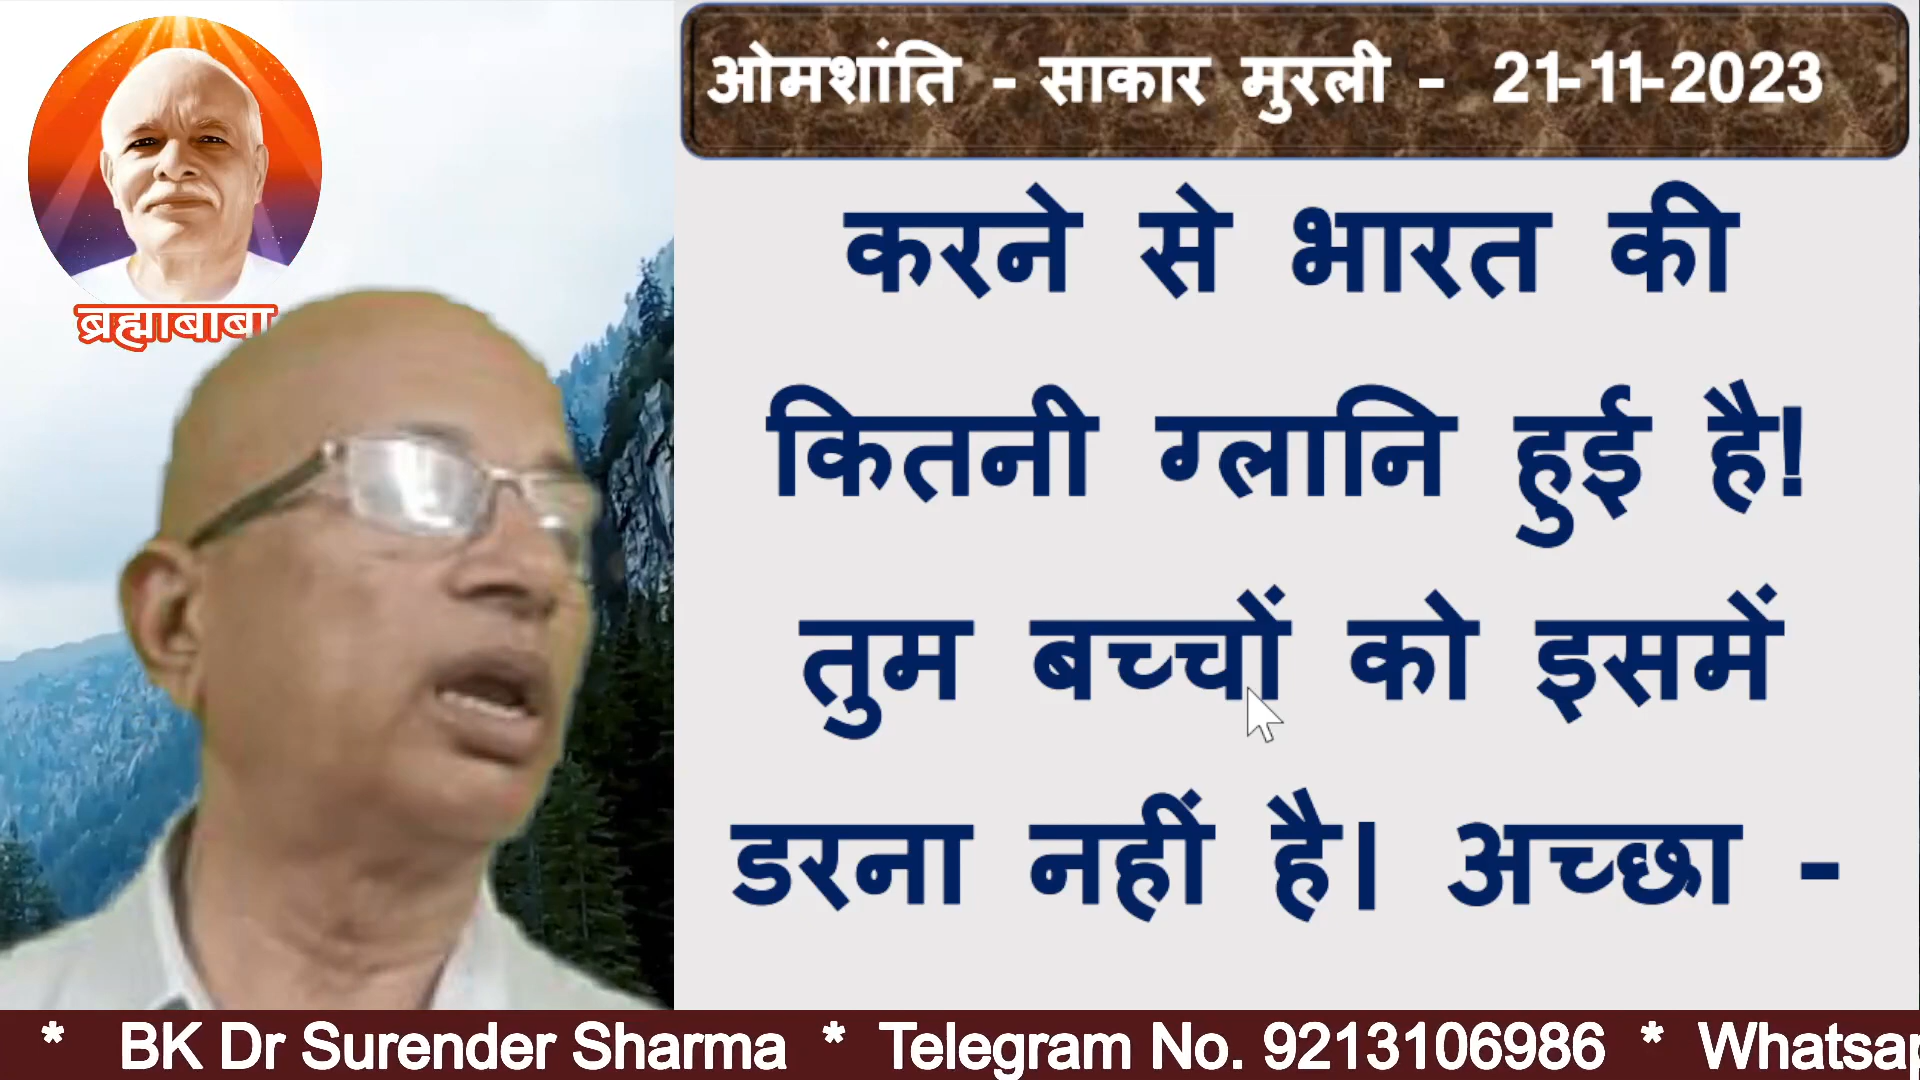 ब्रह्माबाबा
ओमशांति - साकार मुरली - 21-11-2023
करने से भारत की
कितनी ग्लानि हुई है!
तुम बच्चों को इसमें
डरना नहीं है। अच्छा -
* BK Dr Surender Sharma * Telegram No. 9213106986 *